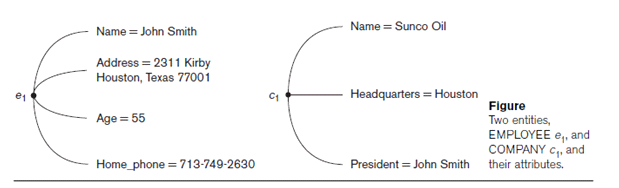 Name = John Smith
Address = 2311 Kirby
Houston, Texas 77001
e₁
Age = 55
Home_phone = 713-749-2630
Name = Sunco Oil
c₁
Headquarters = Houston
President = John Smith
Figure
Two entities,
EMPLOYEE e₁, and
COMPANY c₁, and
their attributes.